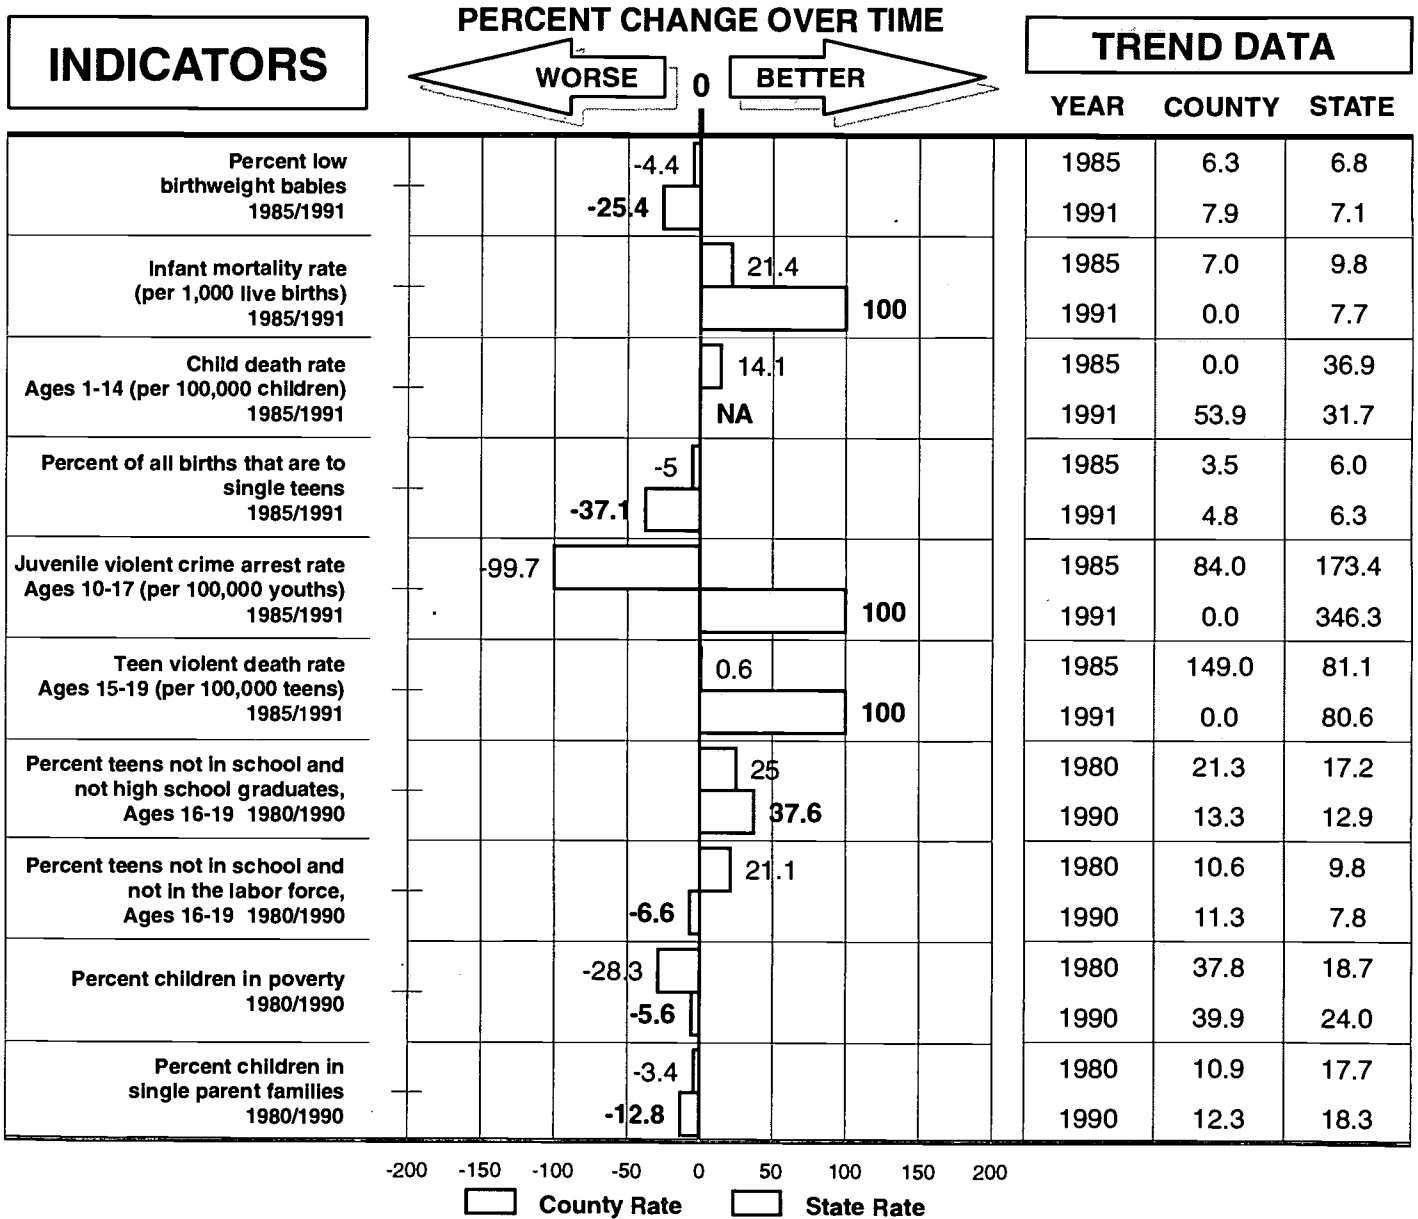 PERCENT CHANGE OVER TIME
INDICATORS
WORSE
0
BETTER
TREND DATA
YEAR COUNTY STATE
Percent low
birthweight babies
1985/1991
-4.4
-25.4
1985 6.3 6.8
1991 7.9 7.1
Infant mortality rate
(per 1,000 live births)
1985/1991
21.4
100
1985 7.0 9.8
1991 0.0 7.7
Child death rate
Ages 1-14 (per 100,000 children)
1985/1991
14.1
NA
1985 0.0 36.9
1991 53.9 31.7
Percent of all births that are to
single teens
1985/1991
-5
-37.1
1985 3.5 6.0
1991 4.8 6.3
Juvenile violent crime arrest rate
Ages 10-17 (per 100,000 youths)
1985/1991
-99.7
100
1985 84.0 173.4
1991 0.0 346.3
Teen violent death rate
Ages 15-19 (per 100,000 teens)
1985/1991
0.6
100
1985 149.0 81.1
1991 0.0 80.6
Percent teens not in school and
not high school graduates,
Ages 16-19 1980/1990
25
37.6
1980 21.3 17.2
1990 13.3 12.9
Percent teens not in school and
not in the labor force,
Ages 16-19 1980/1990
21.1
-6.6
1980 10.6 9.8
1990 11.3 7.8
Percent children in poverty
1980/1990
-28.3
-5.6
1980 37.8 18.7
1990 39.9 24.0
Percent children in
single parent families
1980/1990
-3.4
-12.8
1980 10.9 17.7
1990 12.3 18.3
-200 -150 -100 -50 0 50 100 150 200
County Rate State Rate